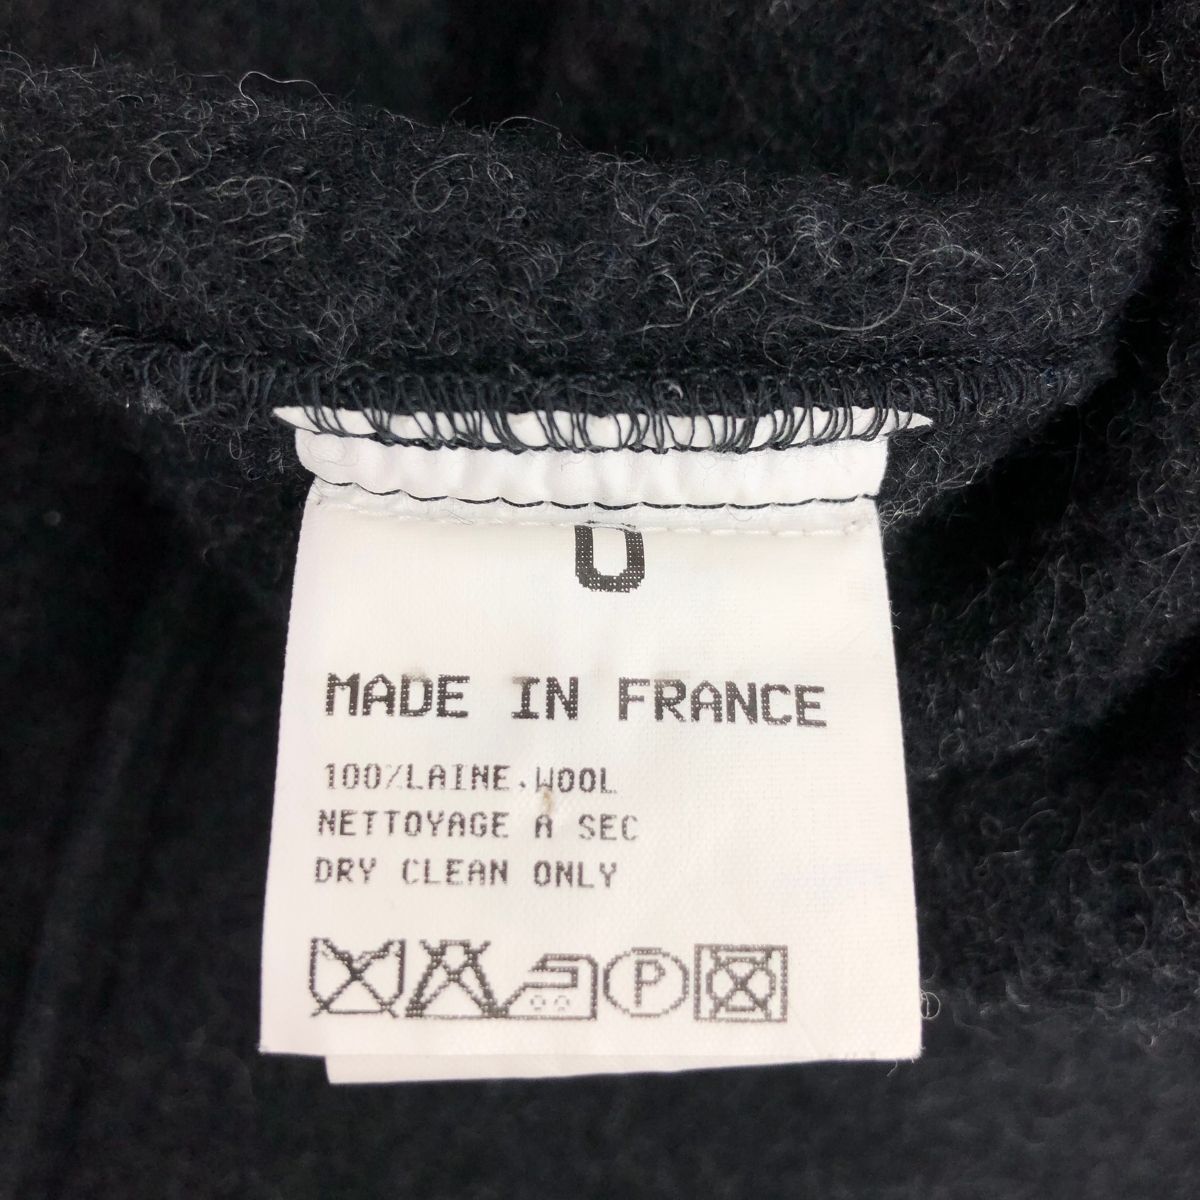 0
MADE IN FRANCE
100%LAINE.WOOL
NETTOYAGE A SEC
DRY CLEAN ONLY
P